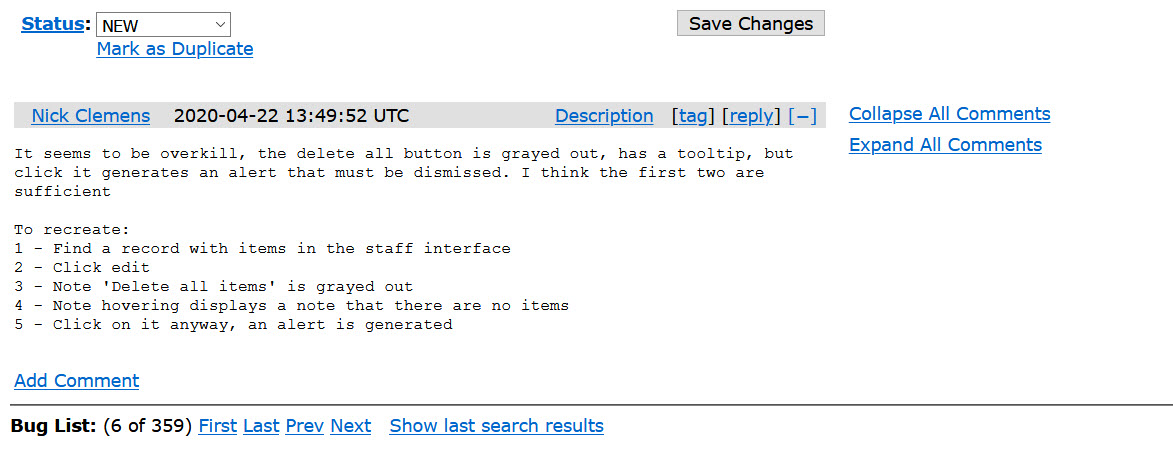 Status: NEW Save Changes
Mark as Duplicate
Nick Clemens 2020-04-22 13:49:52 UTC Description [tag] [reply] [−] Collapse All Comments
Expand All Comments
It seems to be overkill, the delete all button is grayed out, has a tooltip, but
click it generates an alert that must be dismissed. I think the first two are
sufficient
To recreate:
1 - Find a record with items in the staff interface
2 - Click edit
3 - Note 'Delete all items' is grayed out
4 - Note hovering displays a note that there are no items
5 - Click on it anyway, an alert is generated
Add Comment
Bug List: (6 of 359) First Last Prev Next Show last search results